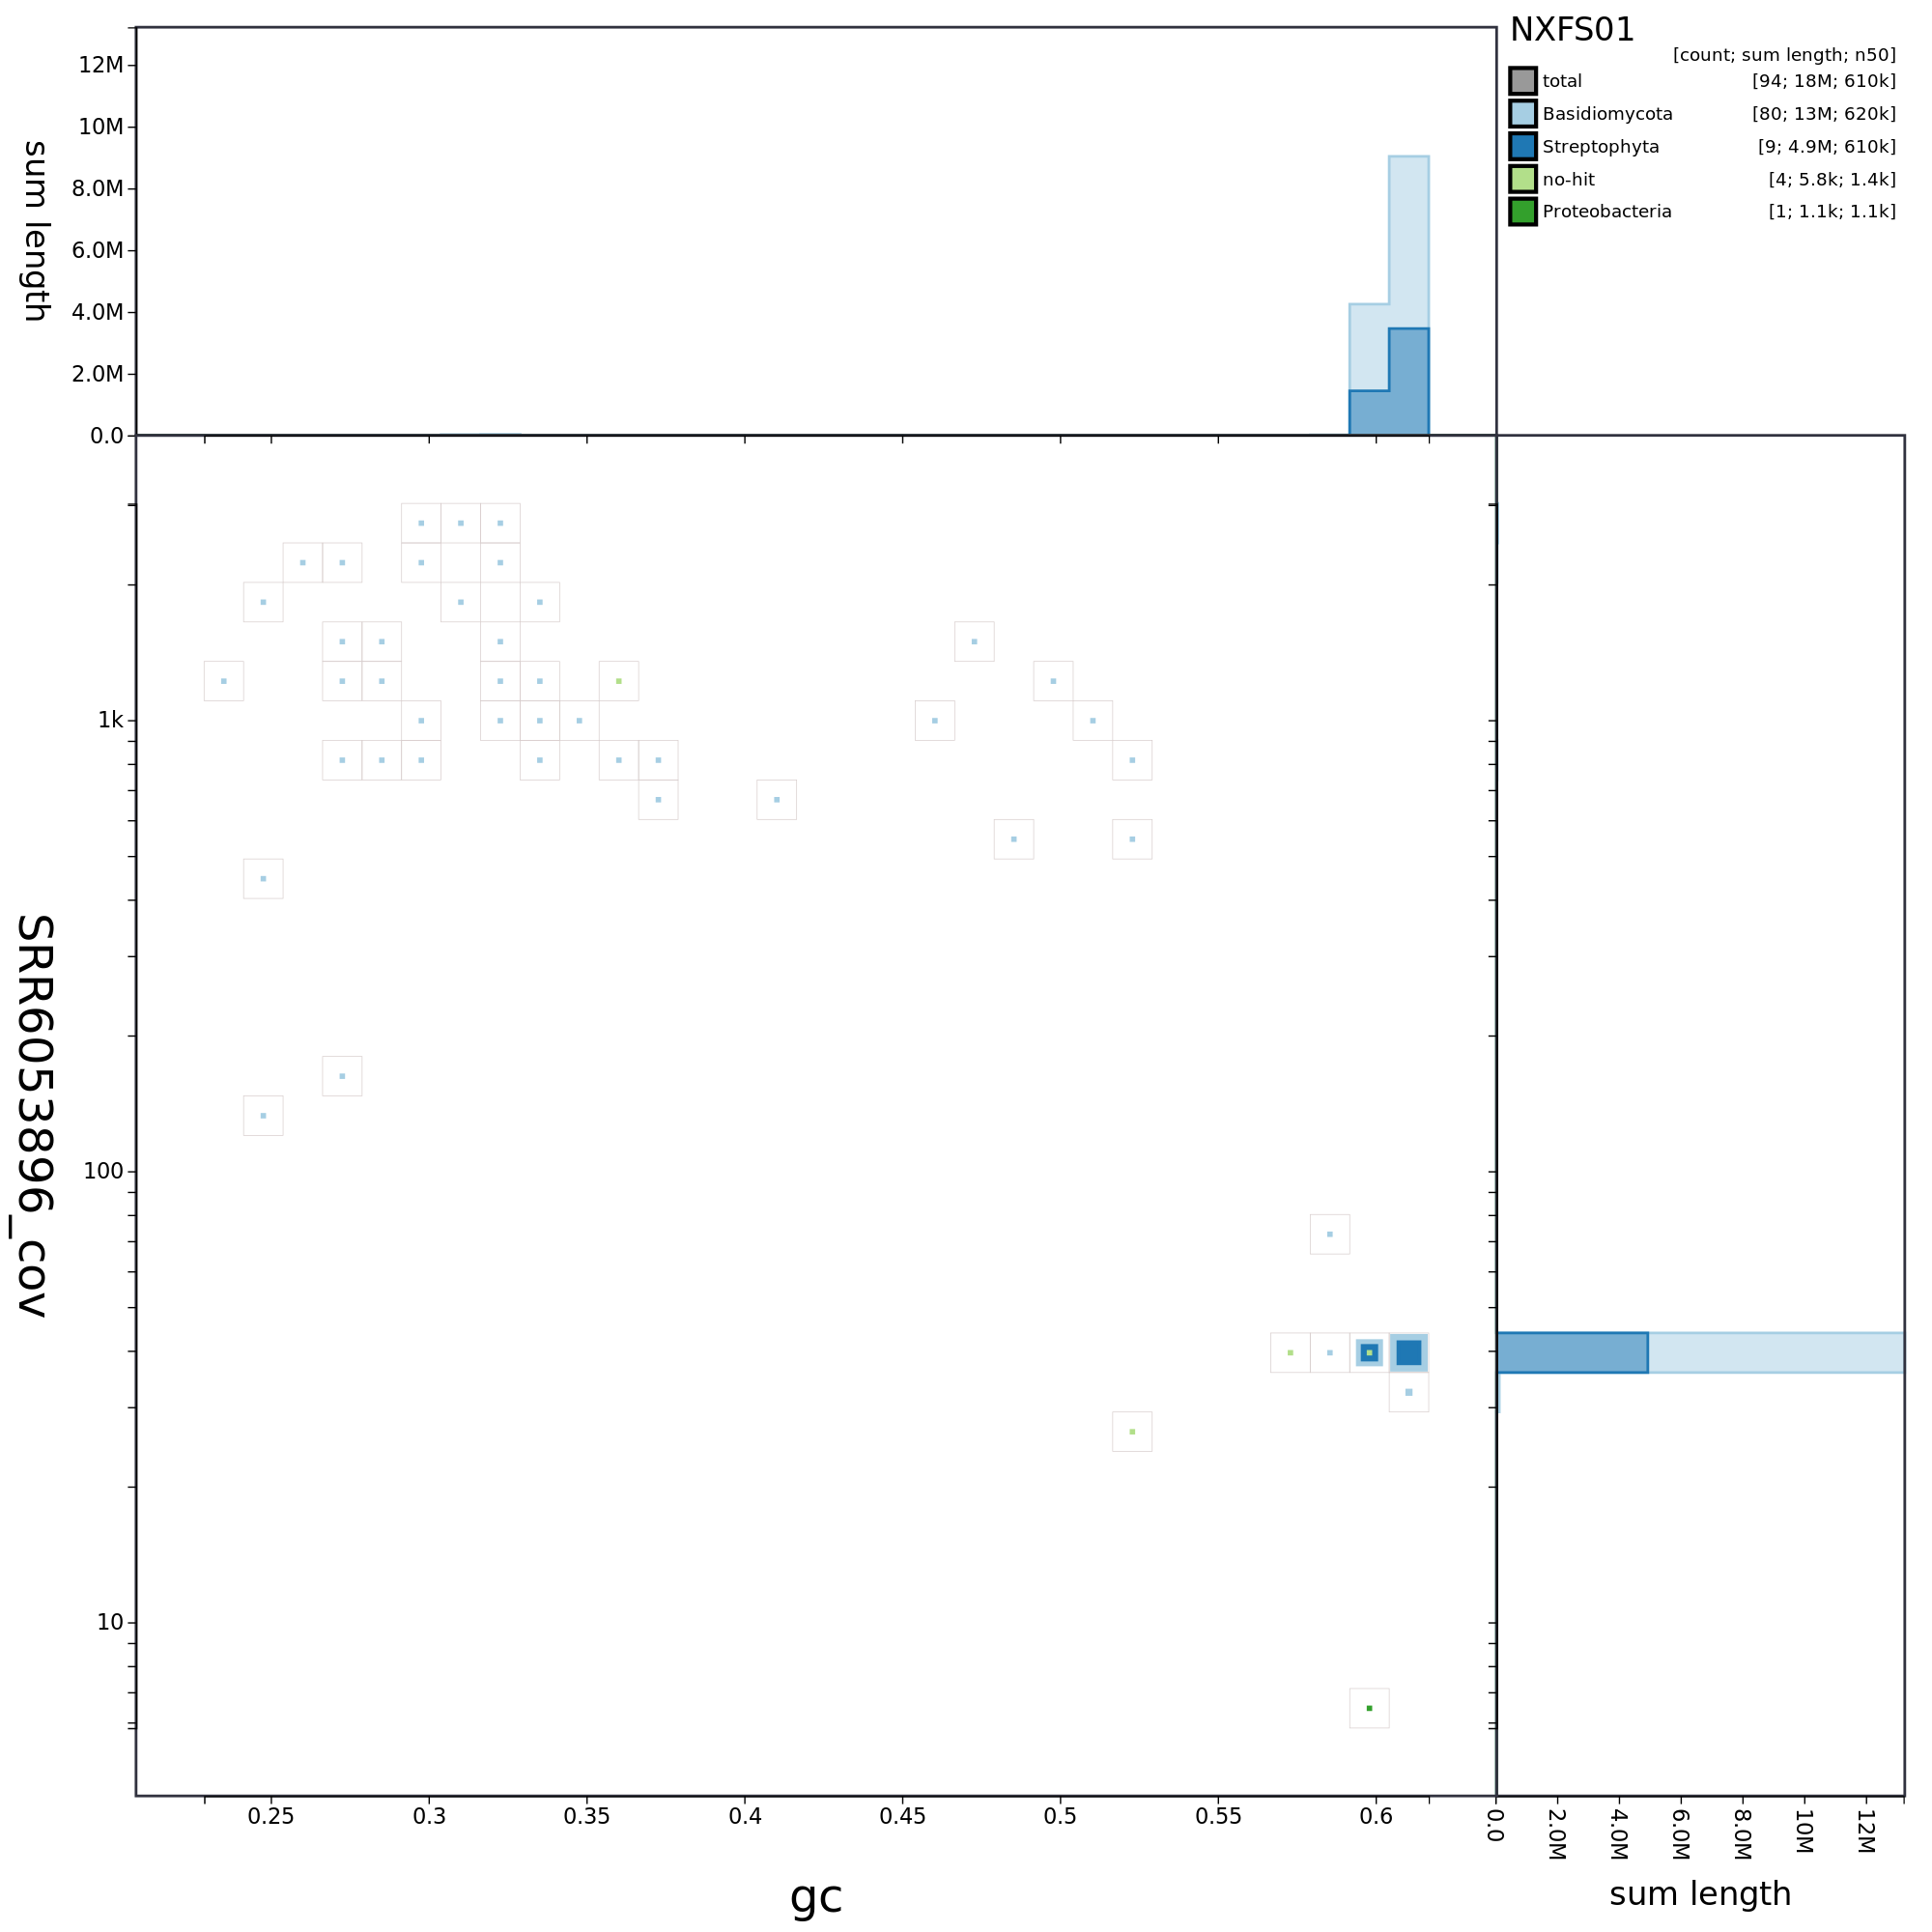 NXFS01
[count; sum length; n50]
total [94; 18M; 610k]
Basidiomycota [80; 13M; 620k]
Streptophyta [9; 4.9M; 610k]
no-hit [4; 5.8k; 1.4k]
Proteobacteria [1; 1.1k; 1.1k]
sum length
12M
10M
8.0M
6.0M
4.0M
2.0M
0.0
SRR6053896_cov
1k
100
10
0.25 0.3 0.35 0.4 0.45 0.5 0.55 0.6
gc
0.0 2.0M 4.0M 6.0M 8.0M 10M 12M
sum length